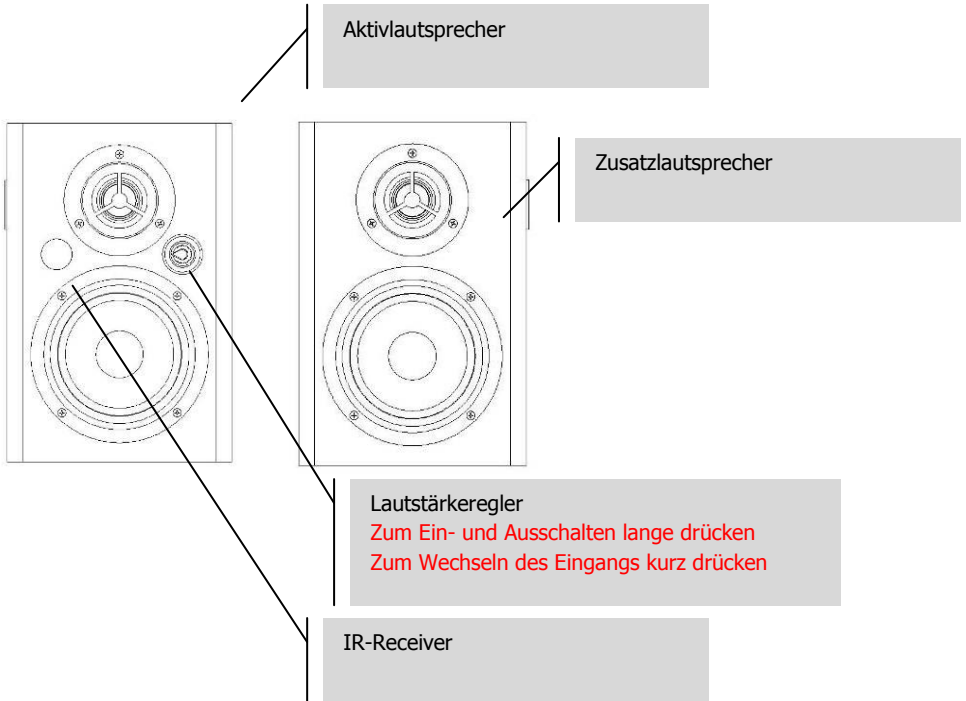 Aktivlautsprecher
Zusatzlautsprecher
Lautstärkeregler
Zum Ein- und Ausschalten lange drücken
Zum Wechseln des Eingangs kurz drücken
IR-Receiver